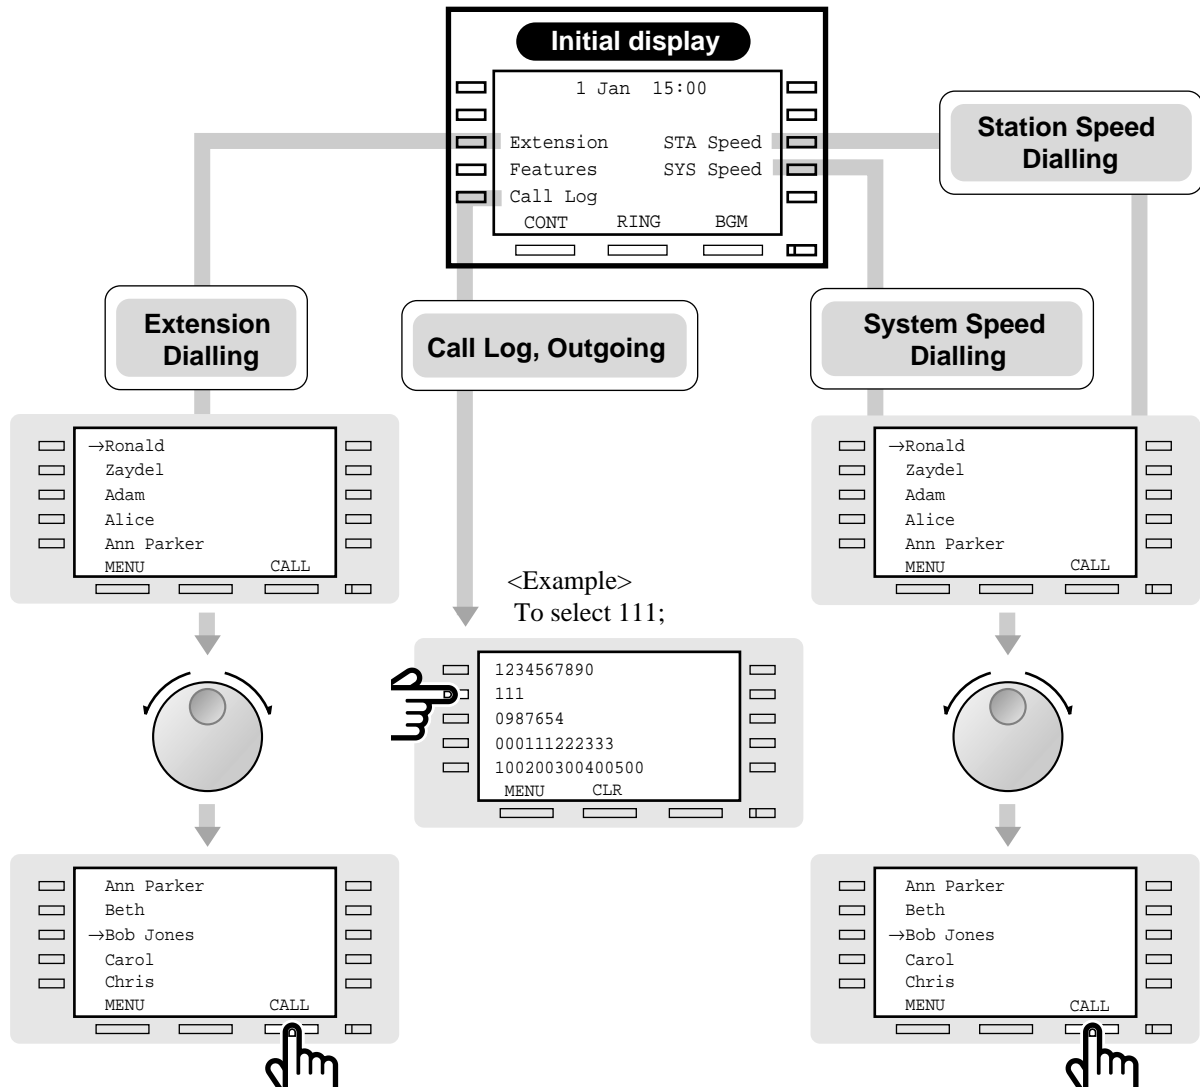 Initial display
1 Jan 15:00
Extension STA Speed
Features SYS Speed
Call Log
CONT RING BGM
Station Speed
Dialling
Extension
Dialling
Call Log, Outgoing
System Speed
Dialling
→Ronald
Zaydel
Adam
Alice
Ann Parker
MENU CALL
→Ronald
Zaydel
Adam
Alice
Ann Parker
MENU CALL
<Example>
To select 111;
1234567890
111
0987654
000111222333
100200300400500
MENU CLR
Ann Parker
Beth
→Bob Jones
Carol
Chris
MENU CALL
Ann Parker
Beth
→Bob Jones
Carol
Chris
MENU CALL